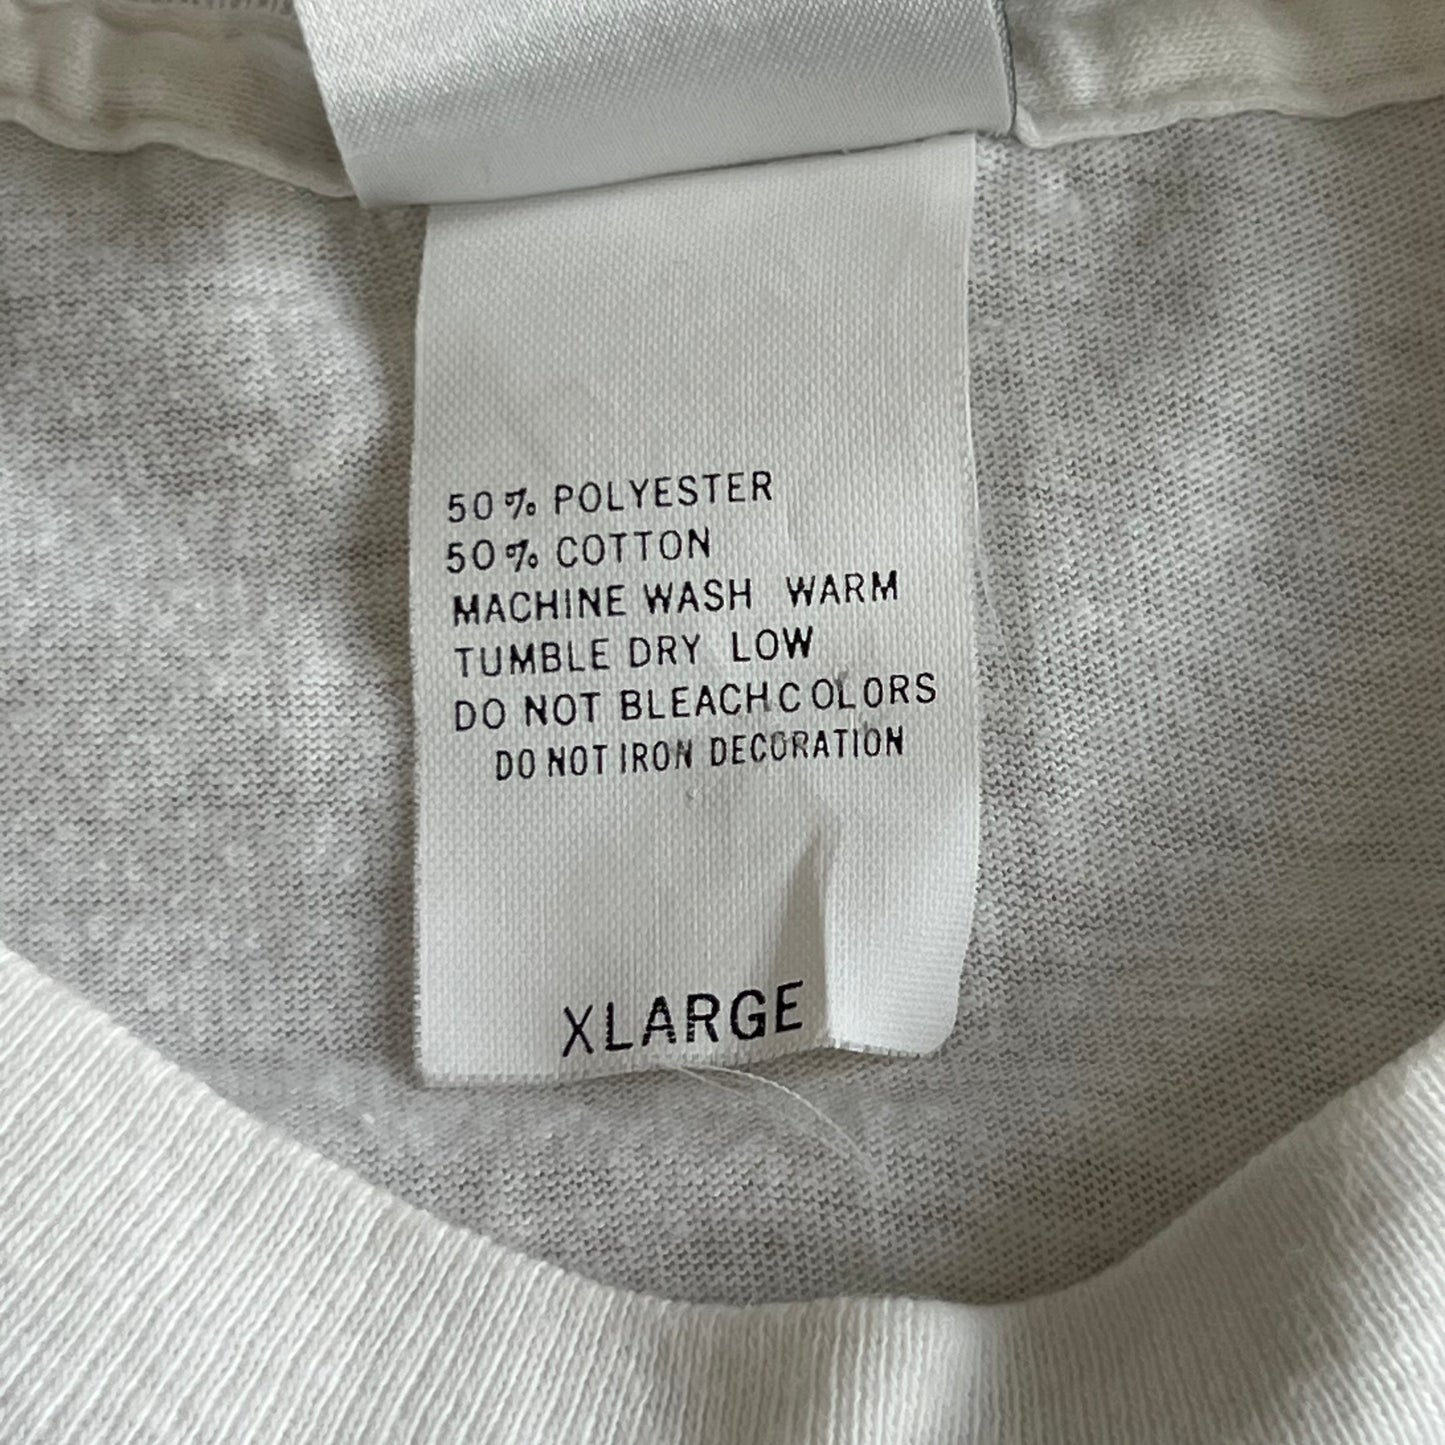 50% POLYESTER
50% COTTON
MACHINE WASH WARM
TUMBLE DRY LOW
DO NOT BLEACH COLORS
DO NOT IRON DECORATION
XLARGE